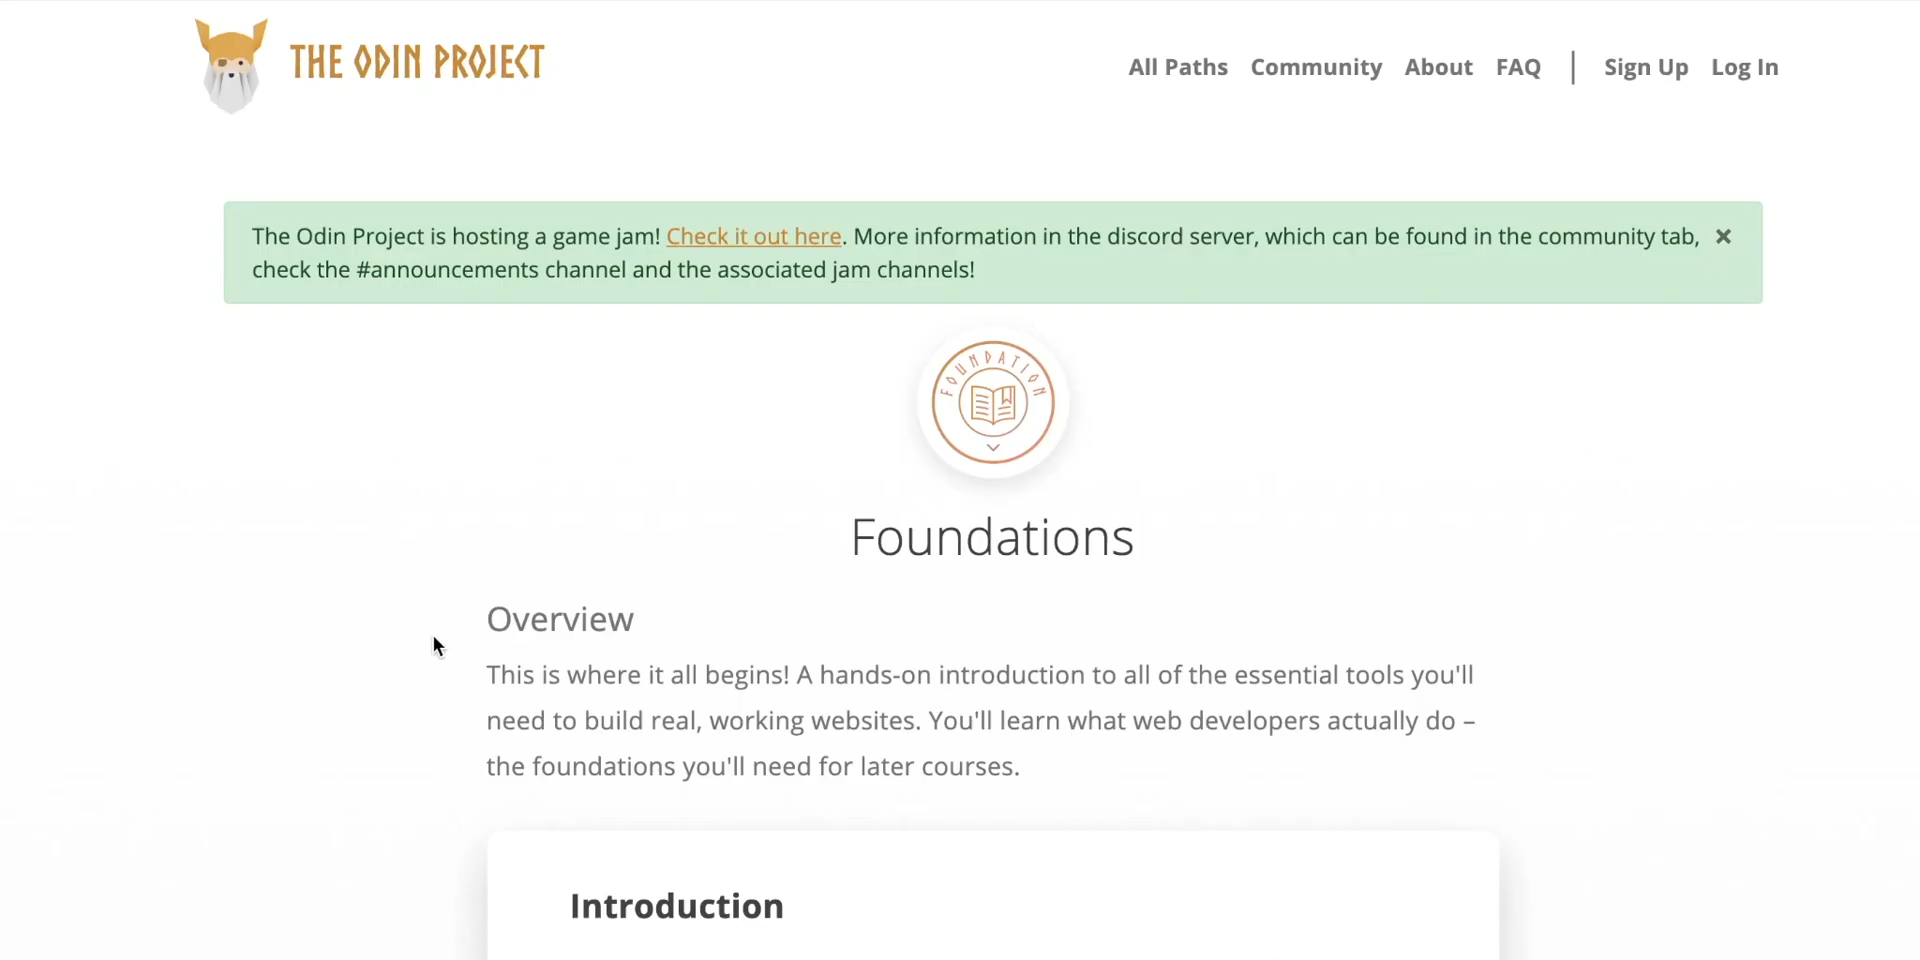 THE ODIN PROJECT
All Paths Community About FAQ | Sign Up Log In
The Odin Project is hosting a game jam! Check it out here. More information in the discord server, which can be found in the community tab, ×
check the #announcements channel and the associated jam channels!
FOUNDATION
Foundations
Overview
This is where it all begins! A hands-on introduction to all of the essential tools you'll
need to build real, working websites. You'll learn what web developers actually do –
the foundations you'll need for later courses.
Introduction